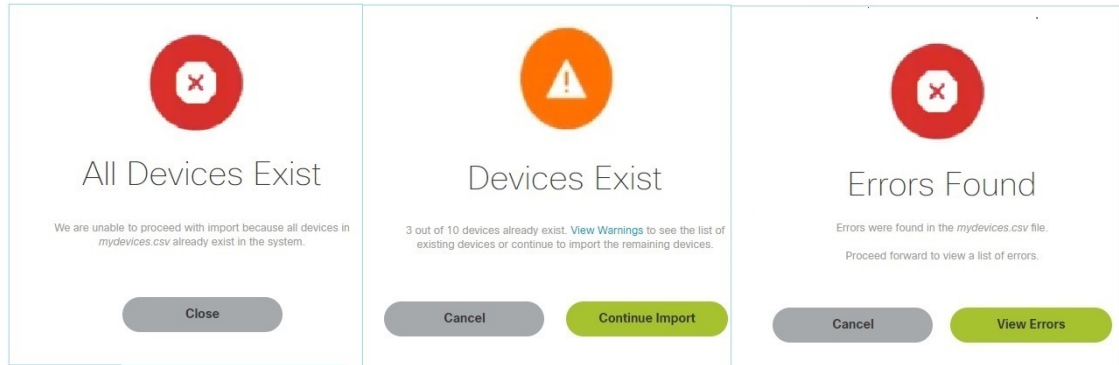 All Devices Exist
We are unable to proceed with import because all devices in
mydevices.csv already exist in the system.
Close
Devices Exist
3 out of 10 devices already exist. View Warnings to see the list of
existing devices or continue to import the remaining devices.
Cancel
Continue Import
Errors Found
Errors were found in the mydevices.csv file.
Proceed forward to view a list of errors.
Cancel
View Errors